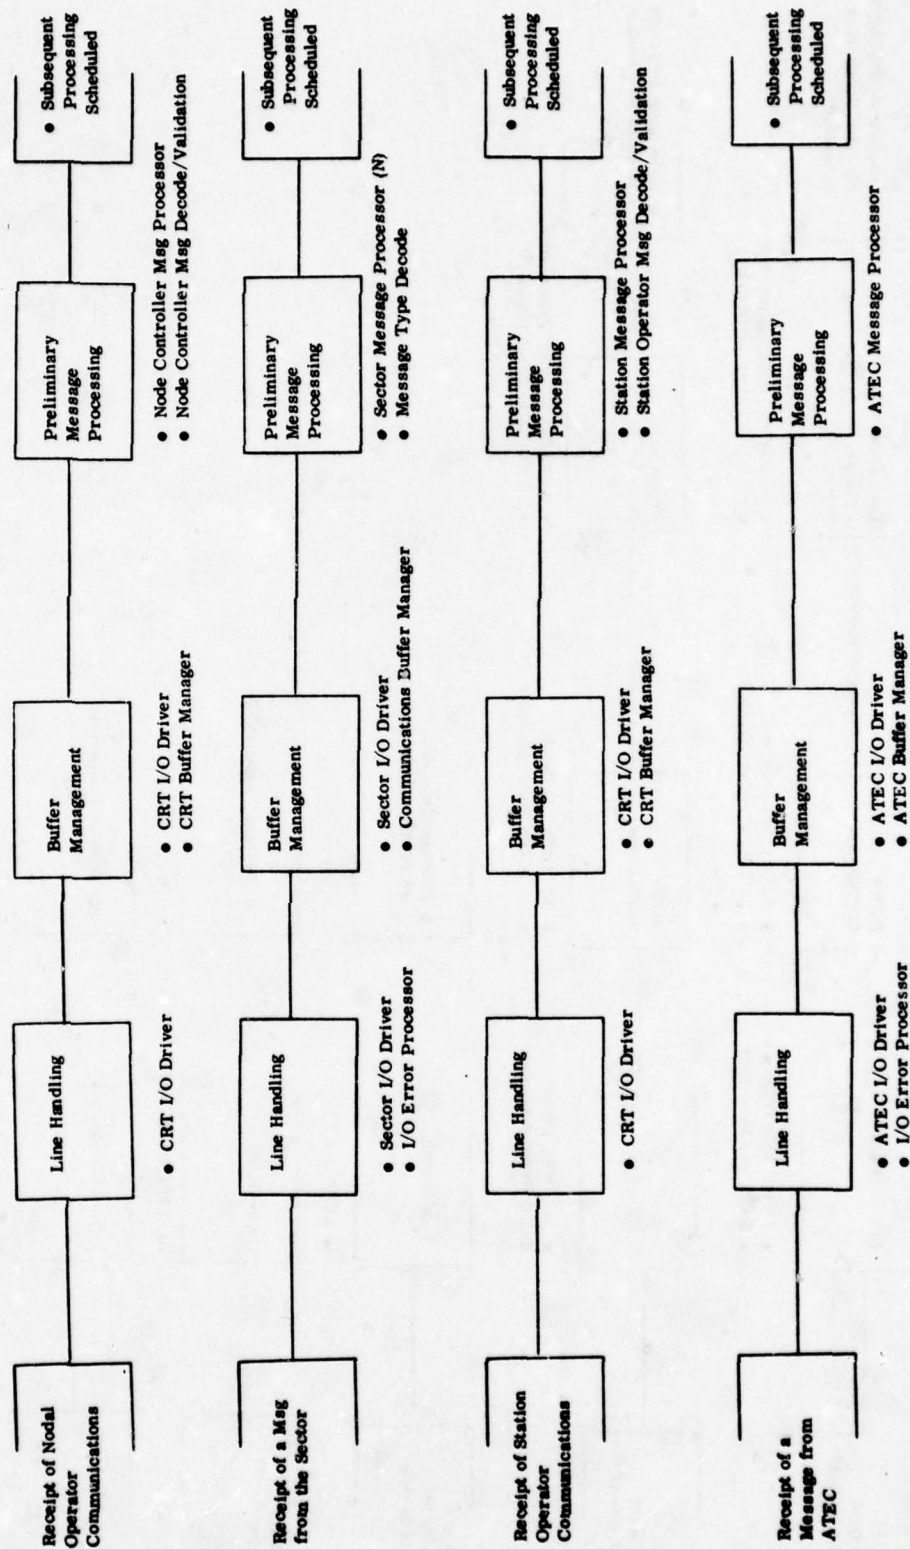 Receipt of Nodal
Operator
Communications
Line Handling
● CRT I/O Driver
Buffer
Management
● CRT I/O Driver
● CRT Buffer Manager
Preliminary
Message
Processing
● Node Controller Msg Processor
● Node Controller Msg Decode/Validation
● Subsequent
Processing
Scheduled
Receipt of a Msg
from the Sector
Line Handling
● Sector I/O Driver
● I/O Error Processor
Buffer
Management
● Sector I/O Driver
● Communications Buffer Manager
Preliminary
Message
Processing
● Sector Message Processor (N)
● Message Type Decode
● Subsequent
Processing
Scheduled
Receipt of Station
Operator
Communications
Line Handling
● CRT I/O Driver
Buffer
Management
● CRT I/O Driver
● CRT Buffer Manager
Preliminary
Message
Processing
● Station Message Processor
● Station Operator Msg Decode/Validation
● Subsequent
Processing
Scheduled
Receipt of a
Message from
ATEC
Line Handling
● ATEC I/O Driver
● I/O Error Processor
Buffer
Management
● ATEC I/O Driver
● ATEC Buffer Manager
Preliminary
Message
Processing
● ATEC Message Processor
● Subsequent
Processing
Scheduled